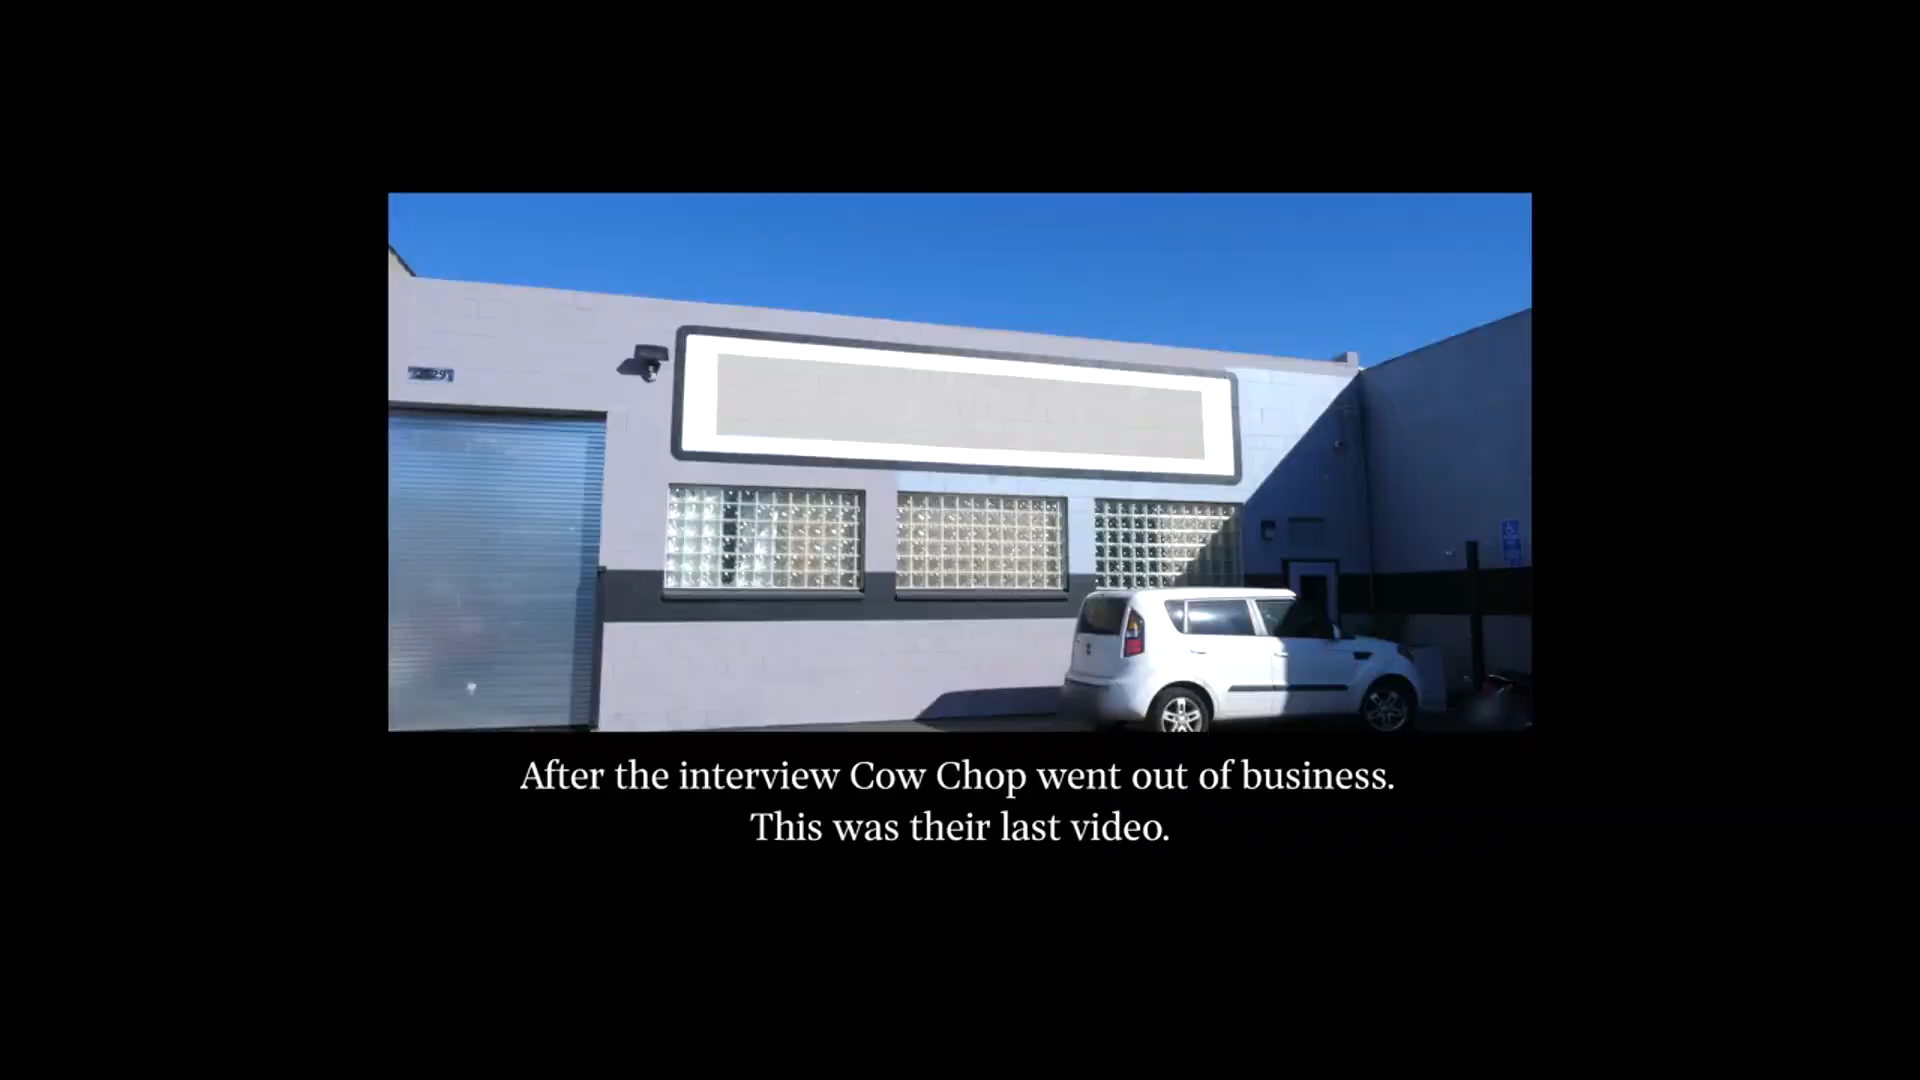 After the interview Cow Chop went out of business.
This was their last video.